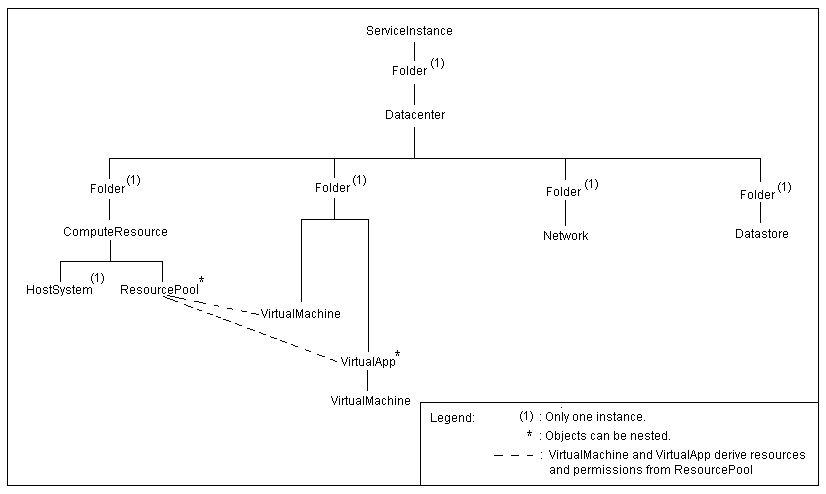 ServiceInstance
Folder (1)
Datacenter
Folder (1) Folder (1) Folder (1) Folder (1)
ComputeResource Network Datastore
HostSystem (1) ResourcePool *
VirtualMachine
VirtualApp *
VirtualMachine
Legend: (1) : Only one instance.
* : Objects can be nested.
– – – – : VirtualMachine and VirtualApp derive resources
and permissions from ResourcePool